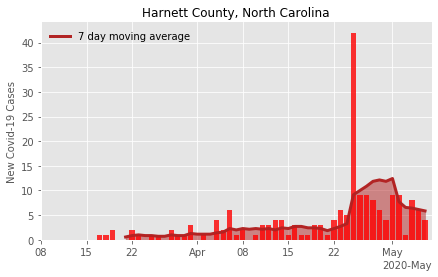 Harnett County, North Carolina
7 day moving average
New Covid-19 Cases
40
35
30
25
20
15
10
5
0
08 15 22 Apr 08 15 22 May
2020-May